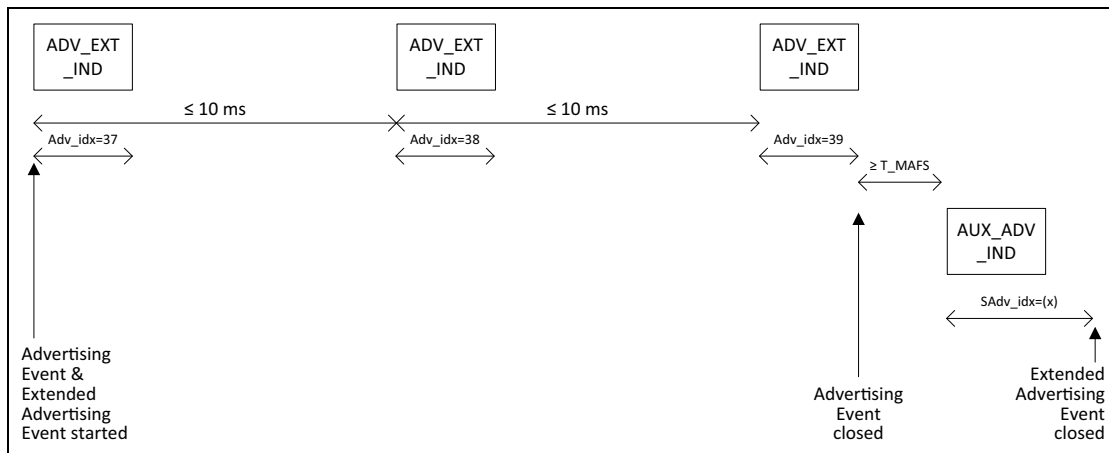 ADV_EXT
_IND
ADV_EXT
_IND
ADV_EXT
_IND
≤ 10 ms
≤ 10 ms
Adv_idx=37
Adv_idx=38
Adv_idx=39
≥ T_MAFS
AUX_ADV
_IND
SAdv_idx=(x)
Advertising
Event &
Extended
Advertising
Event started
Advertising
Event
closed
Extended
Advertising
Event
closed